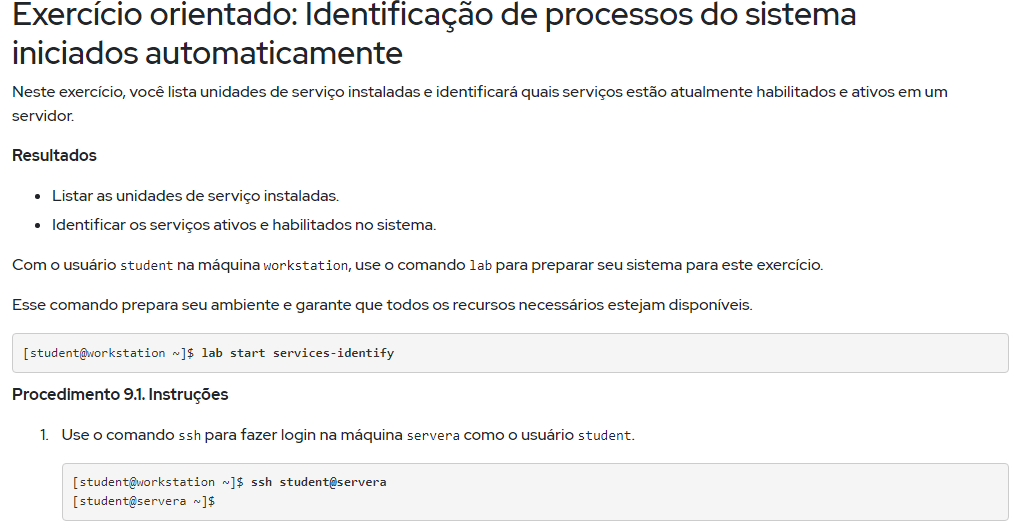 Exercício orientado: Identificação de processos do sistema
iniciados automaticamente
Neste exercício, você lista unidades de serviço instaladas e identificará quais serviços estão atualmente habilitados e ativos em um
servidor.
Resultados
• Listar as unidades de serviço instaladas.
• Identificar os serviços ativos e habilitados no sistema.
Com o usuário student na máquina workstation, use o comando lab para preparar seu sistema para este exercício.
Esse comando prepara seu ambiente e garante que todos os recursos necessários estejam disponíveis.
[student@workstation ~]$ lab start services-identify
Procedimento 9.1. Instruções
1. Use o comando ssh para fazer login na máquina servera como o usuário student.
[student@workstation ~]$ ssh student@servera
[student@servera ~]$